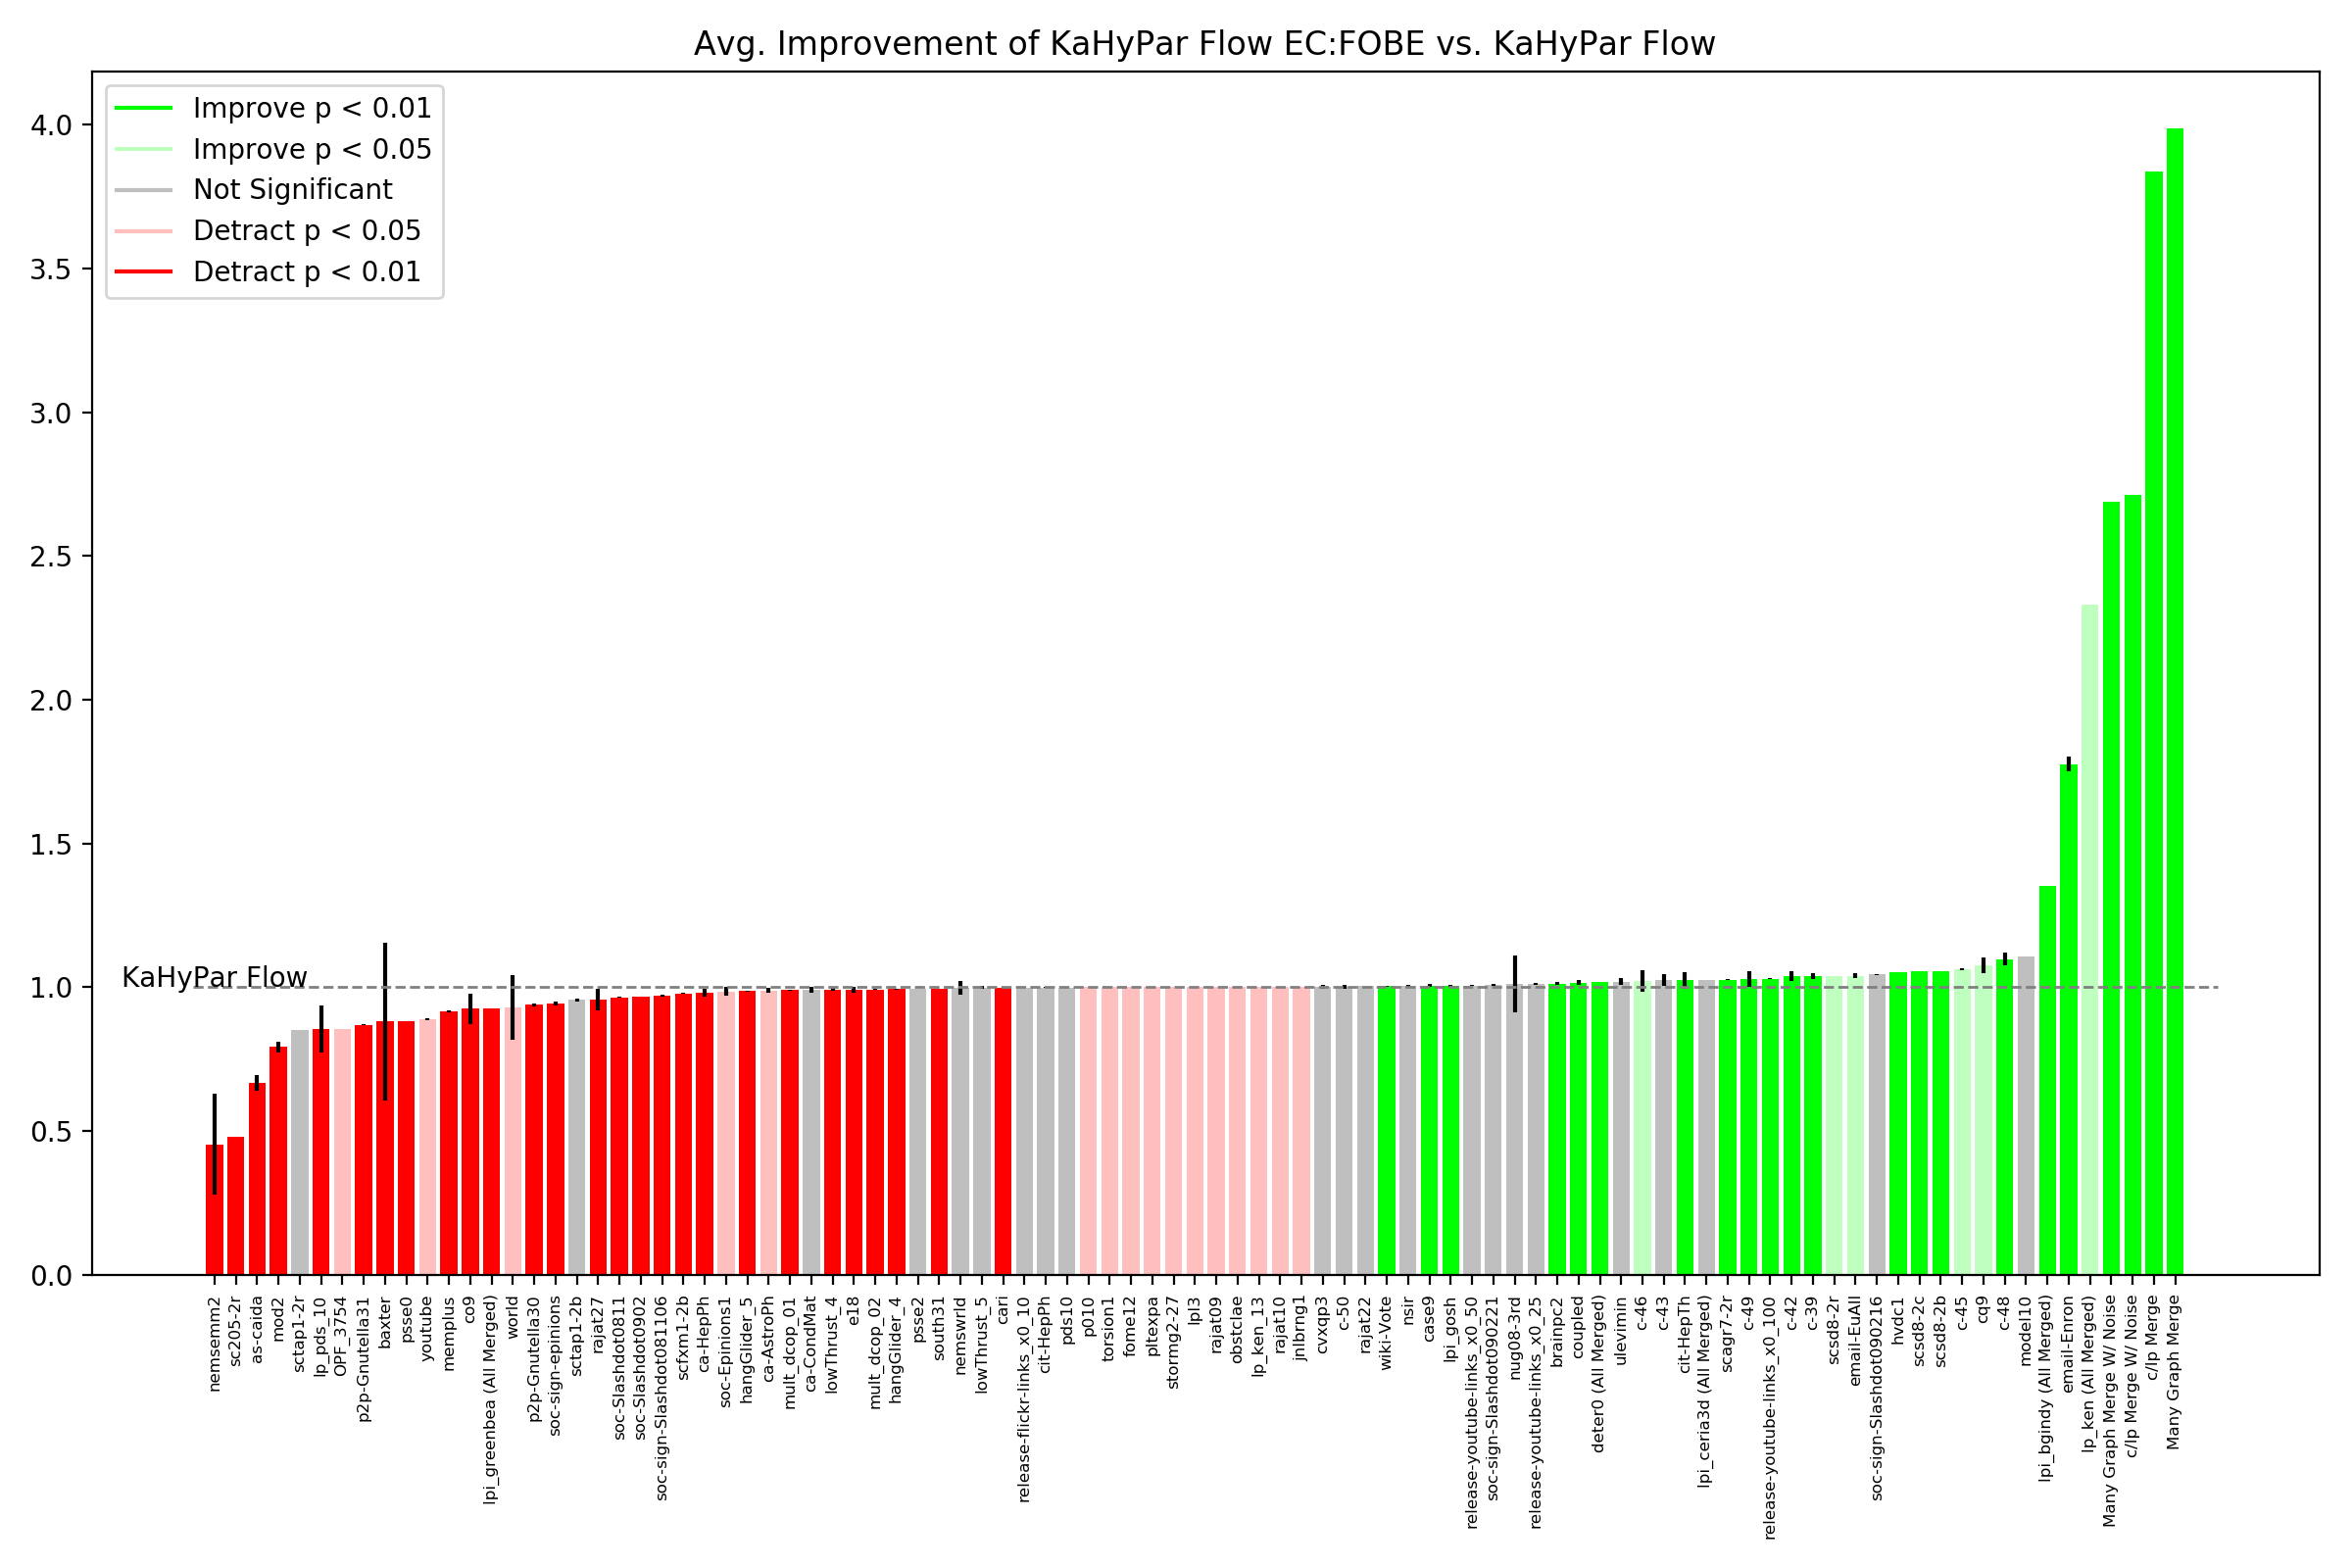 Avg. Improvement of KaHyPar Flow EC:FOBE vs. KaHyPar Flow
Improve p < 0.01
Improve p < 0.05
Not Significant
Detract p < 0.05
Detract p < 0.01
4.0
3.5
3.0
2.5
2.0
1.5
1.0
0.5
0.0
KaHyPar Flow
nemsemm2
sc205-2r
as-caida
mod2
sctap1-2r
lp_pds_10
OPF_3754
p2p-Gnutella31
baxter
psse0
youtube
memplus
co9
lpi_greenbea (All Merged)
world
p2p-Gnutella30
soc-sign-epinions
sctap1-2b
rajat27
soc-Slashdot0811
soc-Slashdot0902
soc-sign-Slashdot081106
scfxm1-2b
ca-HepPh
soc-Epinions1
hangGlider_5
ca-AstroPh
mult_dcop_01
ca-CondMat
lowThrust_4
e18
mult_dcop_02
hangGlider_4
psse2
south31
nemswrld
lowThrust_5
cari
release-flickr-links_x0_10
cit-HepPh
pds10
p010
torsion1
fome12
pltexpa
stormg2-27
lpl3
rajat09
obstclae
lp_ken_13
rajat10
jnlbrng1
cvxqp3
c-50
rajat22
wiki-Vote
nsir
case9
lpi_gosh
release-youtube-links_x0_50
soc-sign-Slashdot090221
nug08-3rd
release-youtube-links_x0_25
brainpc2
coupled
deter0 (All Merged)
ulevimin
c-46
c-43
cit-HepTh
lpi_ceria3d (All Merged)
scagr7-2r
c-49
release-youtube-links_x0_100
c-42
c-39
scsd8-2r
email-EuAll
soc-sign-Slashdot090216
hvdc1
scsd8-2c
scsd8-2b
c-45
cq9
c-48
model10
lpi_bgindy (All Merged)
email-Enron
lp_ken (All Merged)
Many Graph Merge W/ Noise
c/lp Merge W/ Noise
c/lp Merge
Many Graph Merge